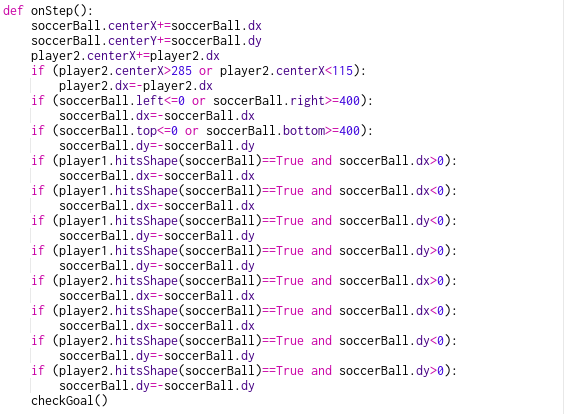 def onStep():
    soccerBall.centerX+=soccerBall.dx
    soccerBall.centerY+=soccerBall.dy
    player2.centerX+=player2.dx
    if (player2.centerX>285 or player2.centerX<115):
        player2.dx=-player2.dx
    if (soccerBall.left<=0 or soccerBall.right>=400):
        soccerBall.dx=-soccerBall.dx
    if (soccerBall.top<=0 or soccerBall.bottom>=400):
        soccerBall.dy=-soccerBall.dy
    if (player1.hitsShape(soccerBall)==True and soccerBall.dx>0):
        soccerBall.dx=-soccerBall.dx
    if (player1.hitsShape(soccerBall)==True and soccerBall.dx<0):
        soccerBall.dx=-soccerBall.dx
    if (player1.hitsShape(soccerBall)==True and soccerBall.dy<0):
        soccerBall.dy=-soccerBall.dy
    if (player1.hitsShape(soccerBall)==True and soccerBall.dy>0):
        soccerBall.dy=-soccerBall.dy
    if (player2.hitsShape(soccerBall)==True and soccerBall.dx>0):
        soccerBall.dx=-soccerBall.dx
    if (player2.hitsShape(soccerBall)==True and soccerBall.dx<0):
        soccerBall.dx=-soccerBall.dx
    if (player2.hitsShape(soccerBall)==True and soccerBall.dy<0):
        soccerBall.dy=-soccerBall.dy
    if (player2.hitsShape(soccerBall)==True and soccerBall.dy>0):
        soccerBall.dy=-soccerBall.dy
    checkGoal()